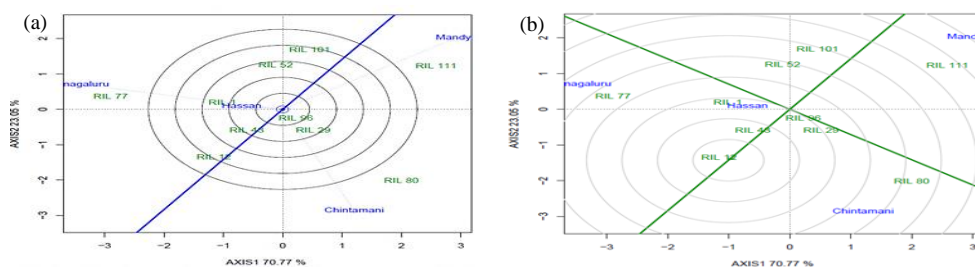 (a)
AXIS2 23.05 %
2
1
0
-1
-2
-3
Mandy
RIL 101
RIL 52
RIL 111
nagaluru
RIL 77
RIL 1
Hassan
RIL 96
RIL 43
RIL 29
RIL 12
RIL 80
Chintamani
-3
-2
-1
0
1
2
3
AXIS1 70.77 %
(b)
AXIS2 23.05 %
2
1
0
-1
-2
-3
Mandy
RIL 101
RIL 52
RIL 111
nagaluru
RIL 77
RIL 1
Hassan
RIL 96
RIL 43
RIL 29
RIL 12
RIL 80
Chintamani
-3
-2
-1
0
1
2
3
AXIS1 70.77 %